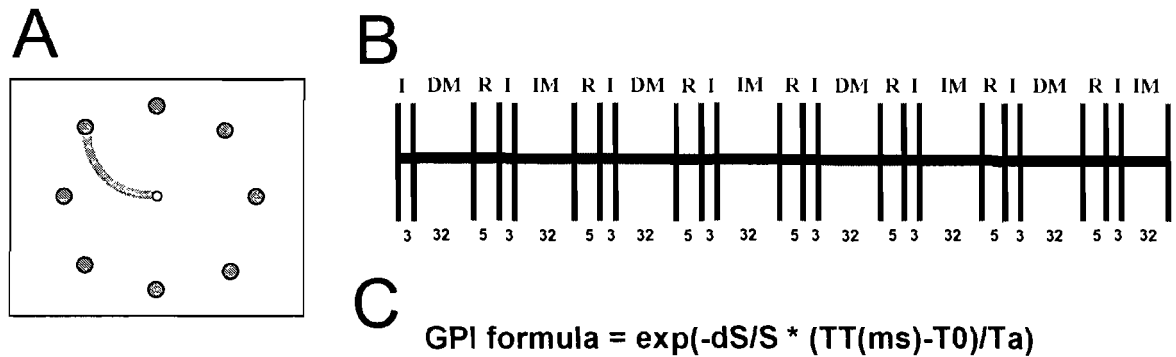 A
B
I DM R I IM R I DM R I IM R I DM R I IM R I DM R I IM
3 32 5 3 32 5 3 32 5 3 32 5 3 32 5 3 32 5 3 32 5 3 32
C
GPI formula = exp(-dS/S * (TT(ms)-T0)/Ta)